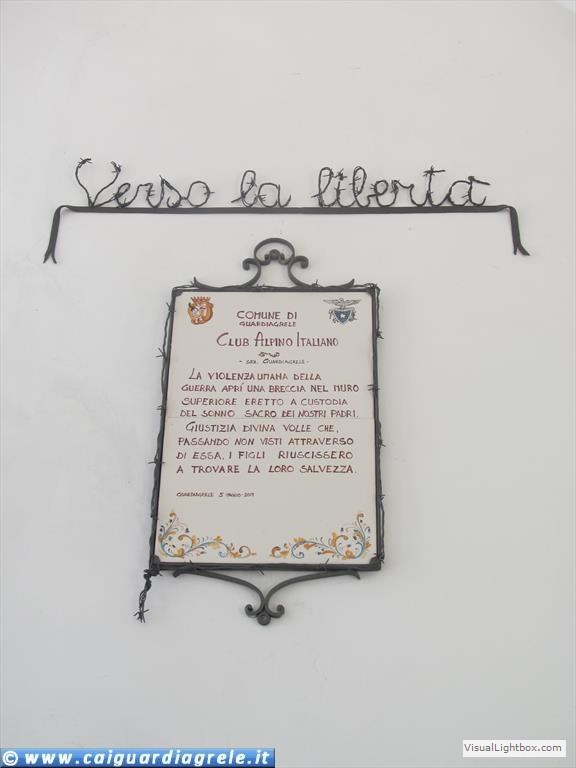 Verso la libertà
COMUNE DI
GUARDIAGRELE
CLUB ALPINO ITALIANO
- SEZ. GUARDIAGRELE -
LA VIOLENZA UMANA DELLA
GUERRA APRÍ UNA BRECCIA NEL MURO
SUPERIORE ERETTO A CUSTODIA
DEL SONNO SACRO DEI NOSTRI PADRI.
GIUSTIZIA DIVINA VOLLE CHE,
PASSANDO NON VISTI ATTRAVERSO
DI ESSA, I FIGLI RIUSCISSERO
A TROVARE LA LORO SALVEZZA.
GUARDIAGRELE 5
© www.caiguardiagrele.it
VisualLightbox.com